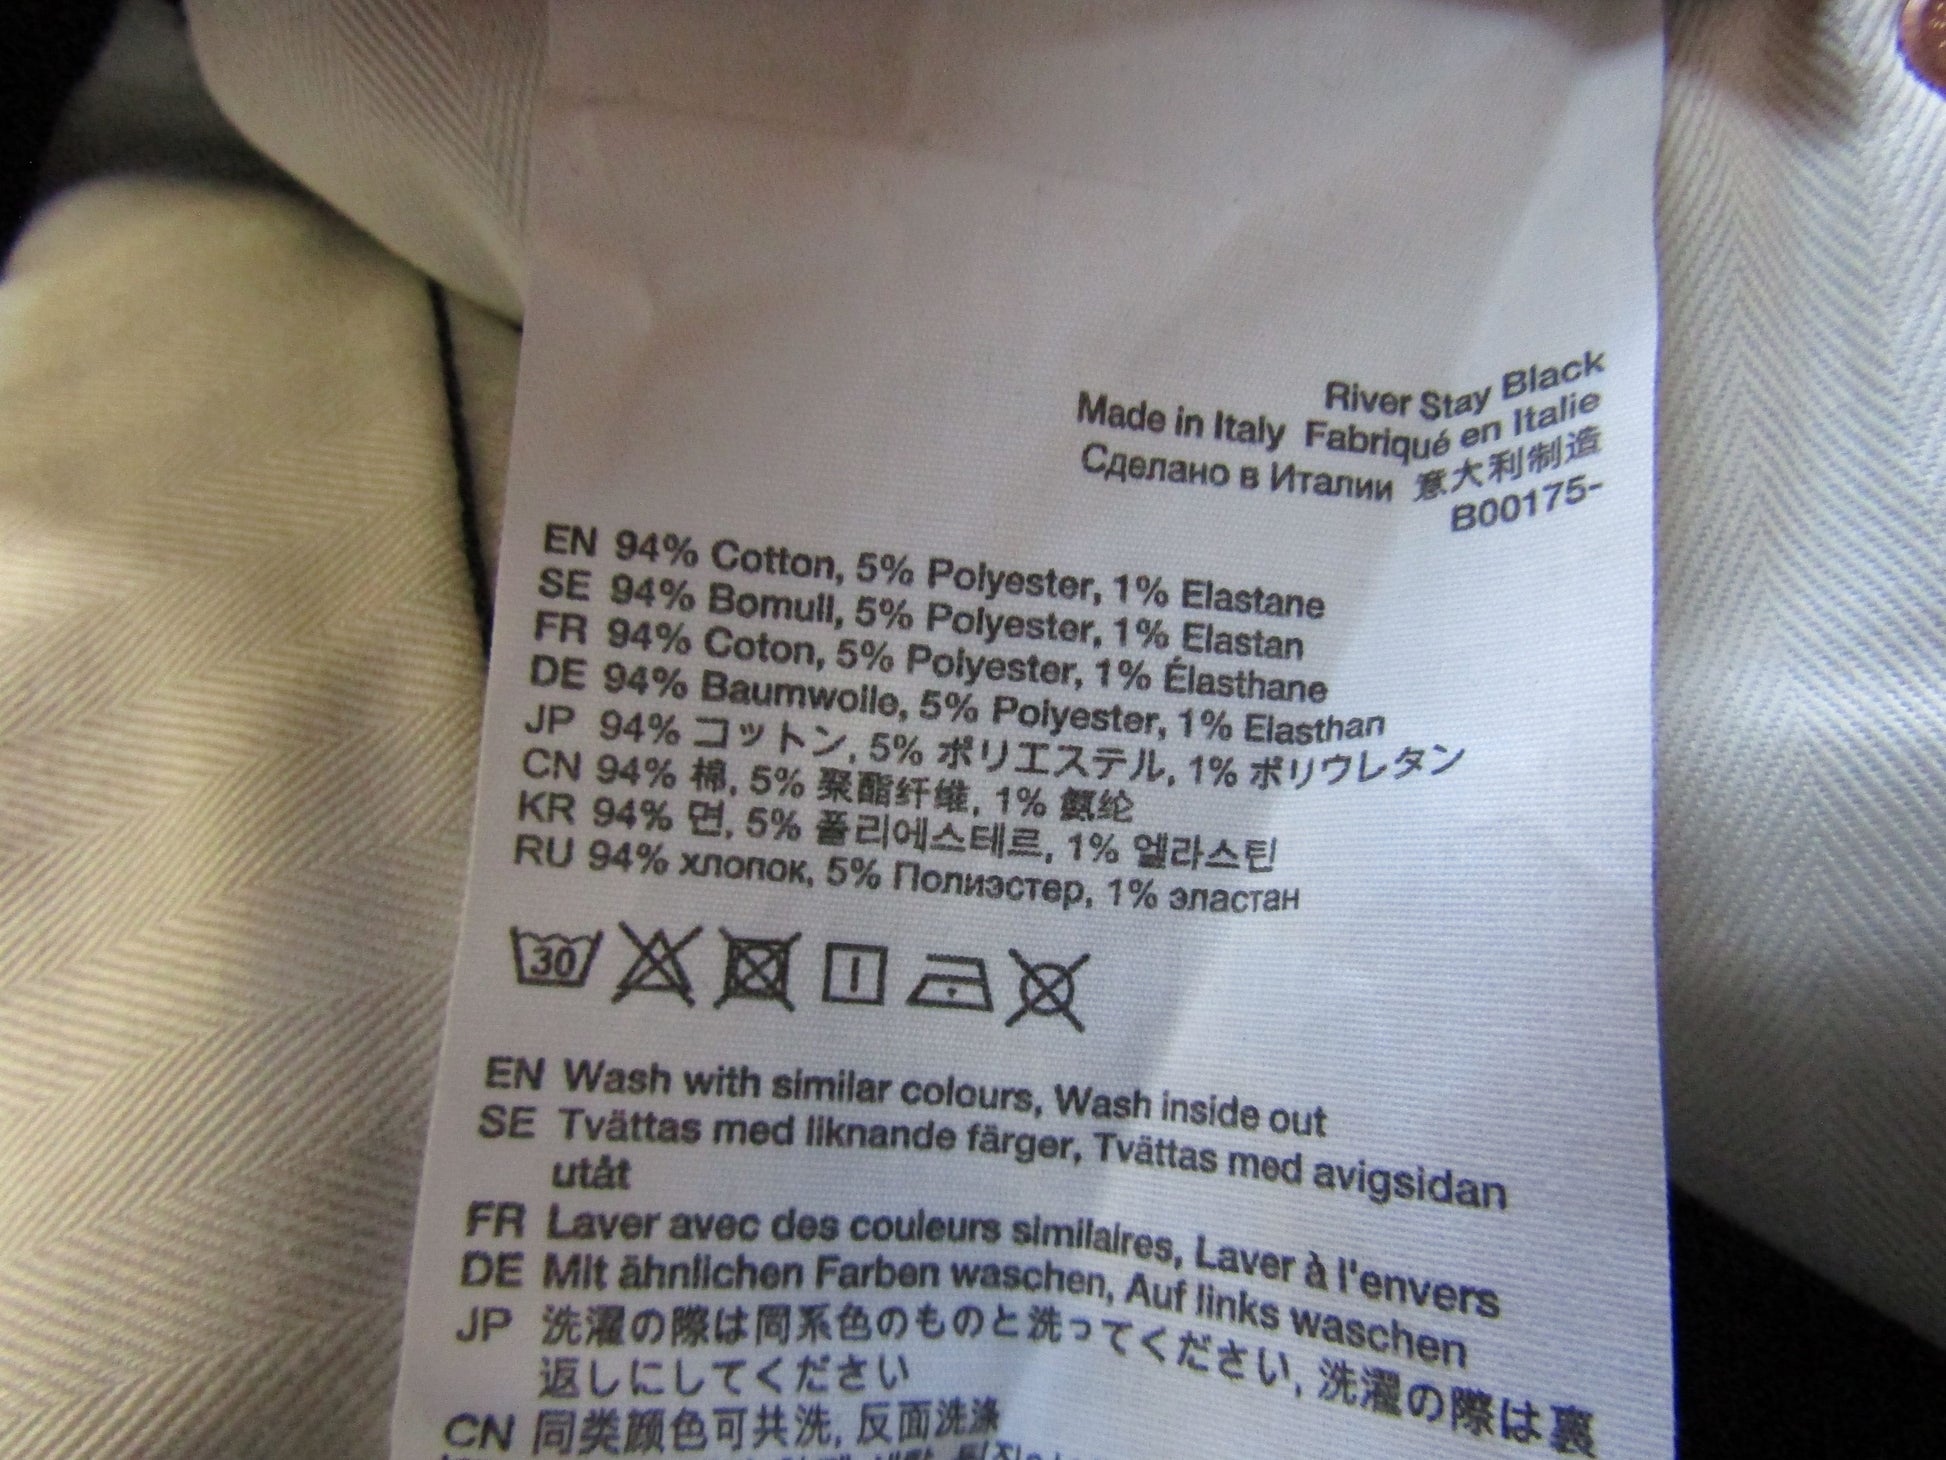 River Stay Black
Made in Italy Fabriqué en Italie
Сделано в Италии 意大利制造
B00175-
EN 94% Cotton, 5% Polyester, 1% Elastane
SE 94% Bomull, 5% Polyester, 1% Elastan
FR 94% Coton, 5% Polyester, 1% Élasthane
DE 94% Baumwolle, 5% Polyester, 1% Elasthan
JP 94% コットン, 5% ポリエステル, 1% ポリウレタン
CN 94% 棉, 5% 聚酯纤维, 1% 氨纶
KR 94% 면, 5% 폴리에스테르, 1% 엘라스틴
RU 94% хлопок, 5% Полиэстер, 1% эластан
30
EN Wash with similar colours, Wash inside out
SE Tvättas med liknande färger, Tvättas med avigsidan
utåt
FR Laver avec des couleurs similaires, Laver à l'envers
DE Mit ähnlichen Farben waschen, Auf links waschen
JP 洗濯の際は同系色のものと洗ってください, 洗濯の際は裏
返しにしてください
CN 同类颜色可共洗, 反面洗涤